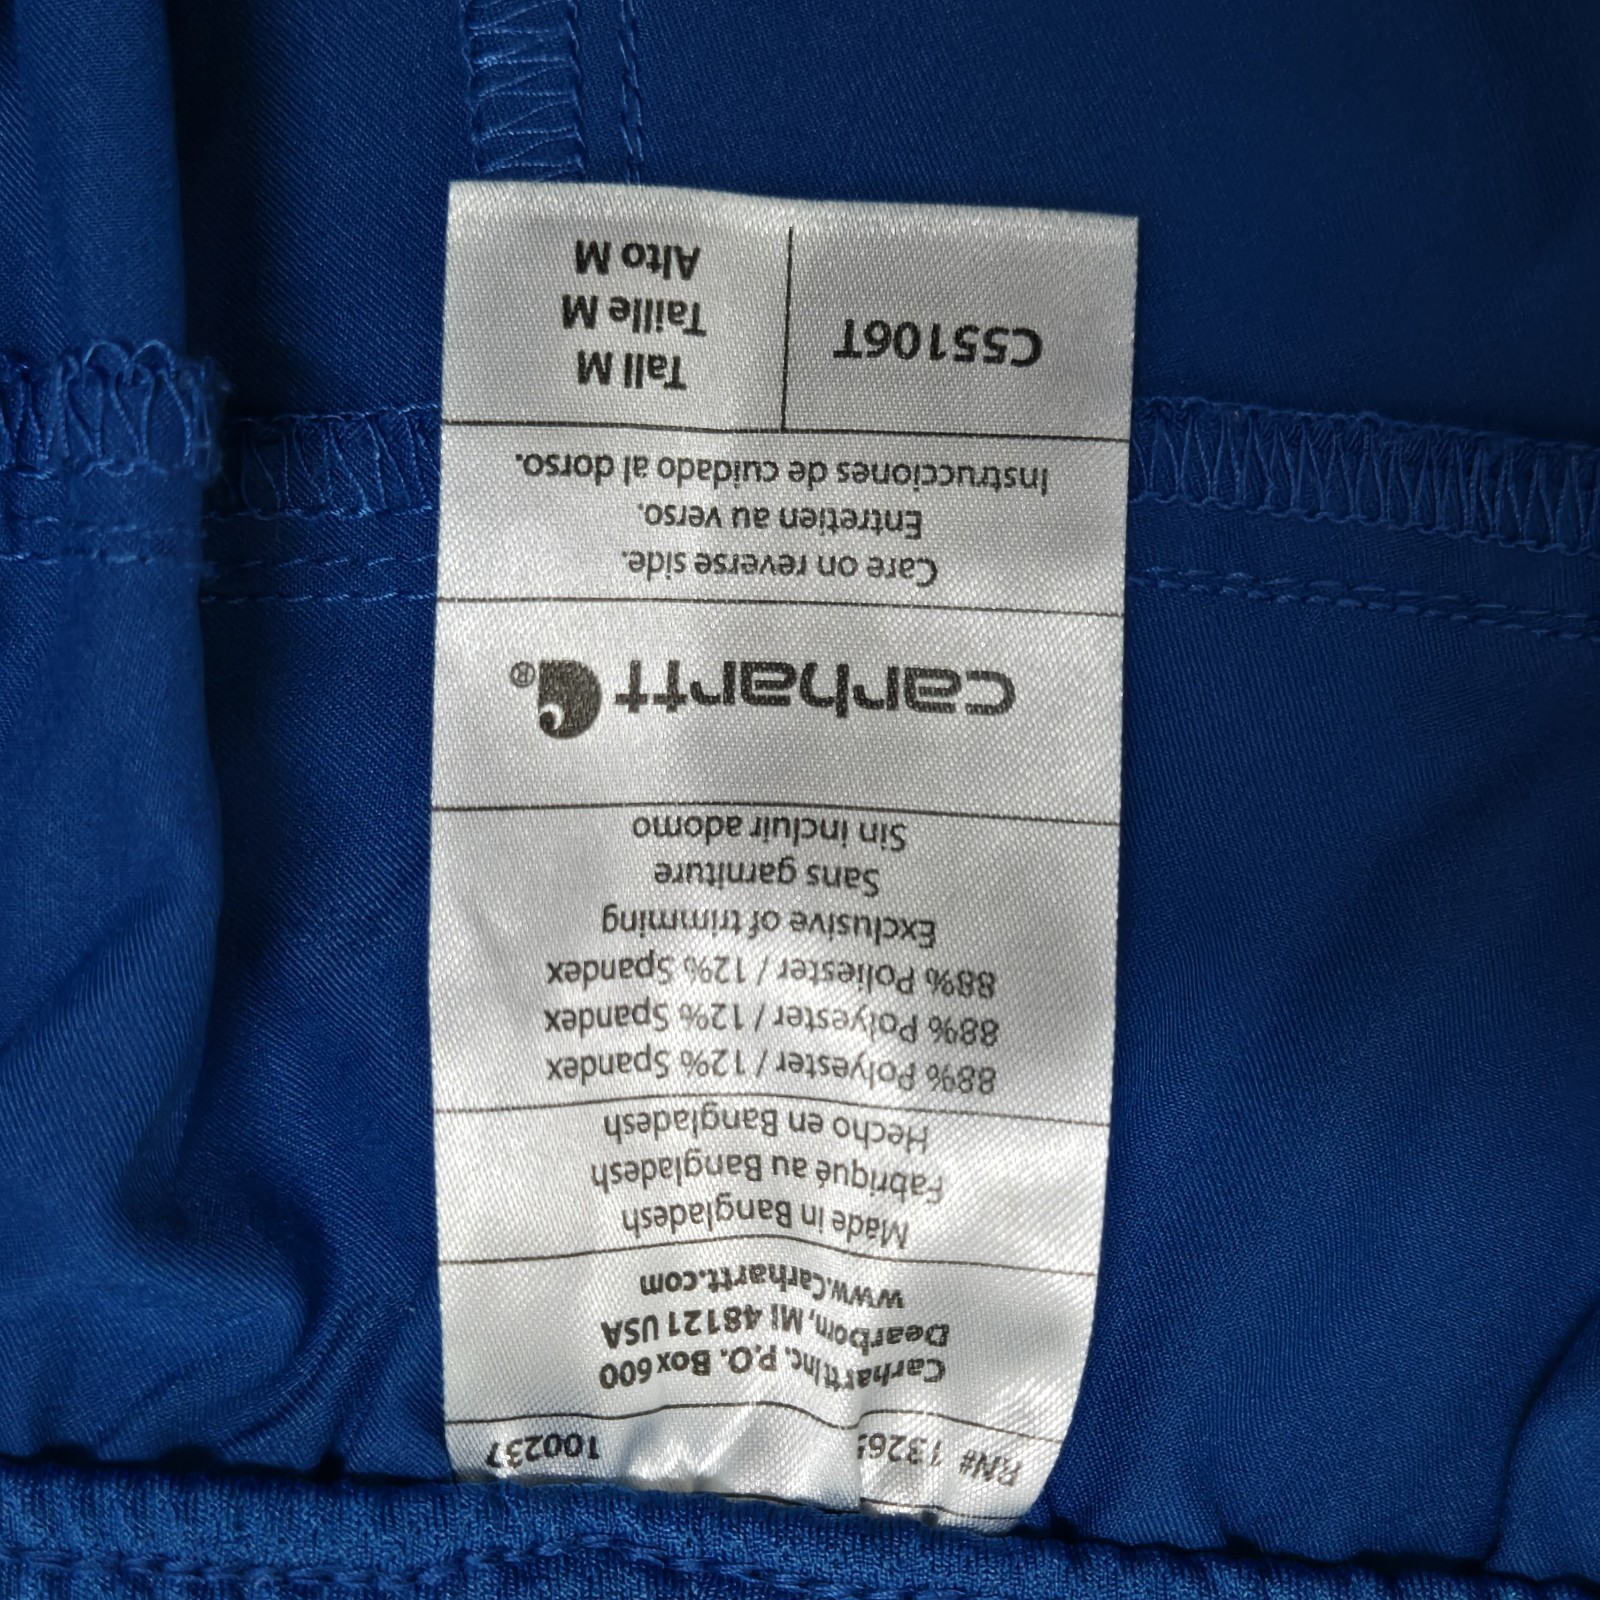 RN# 1326
100237
Carhartt Inc. P.O. Box 600
Dearborn, MI 48121 USA
www.Carhartt.com
Made in Bangladesh
Fabriqué au Bangladesh
Hecho en Bangladesh
88% Polyester / 12% Spandex
88% Polyester / 12% Spandex
88% Poliester / 12% Spandex
Exclusive of trimming
Sans garniture
Sin incluir adorno
carhartt ®
Care on reverse side.
Entretien au verso.
Instrucciones de cuidado al dorso.
C55106T
Tall M
Taille M
Alto M